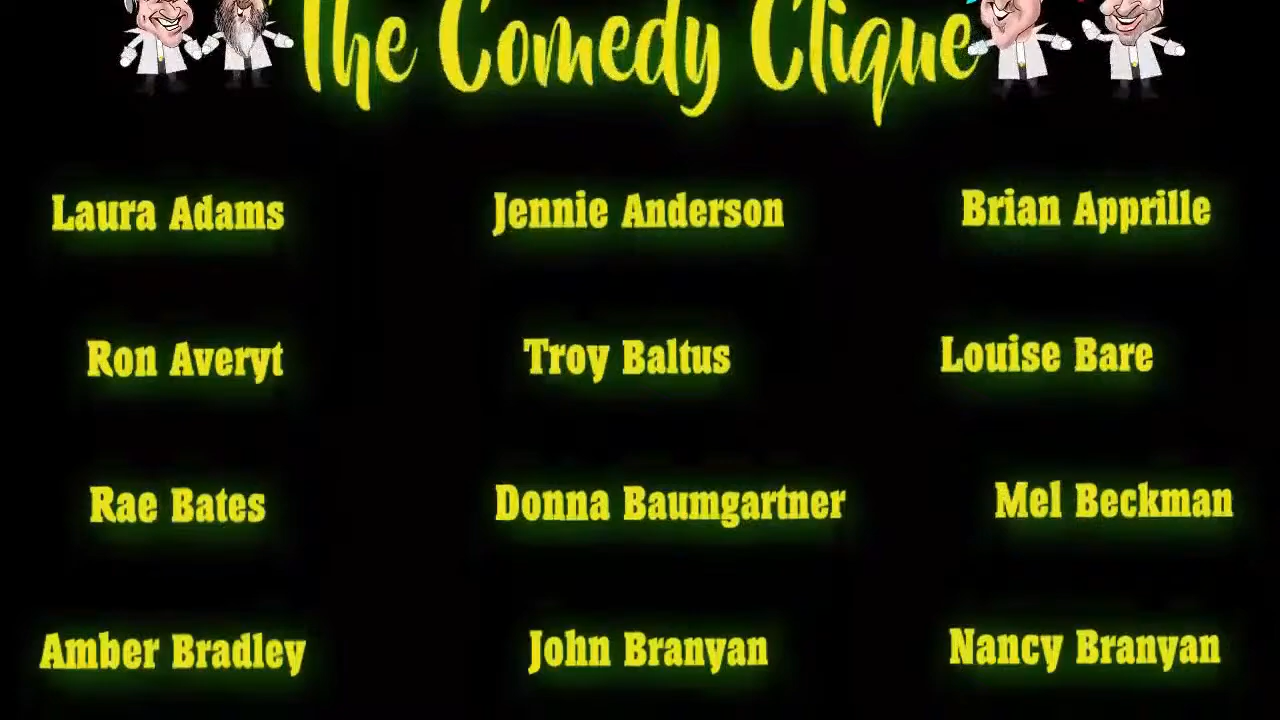 The Comedy Clique
Laura Adams Jennie Anderson Brian Apprille
Ron Averyt Troy Baltus Louise Bare
Rae Bates Donna Baumgartner Mel Beckman
Amber Bradley John Branyan Nancy Branyan